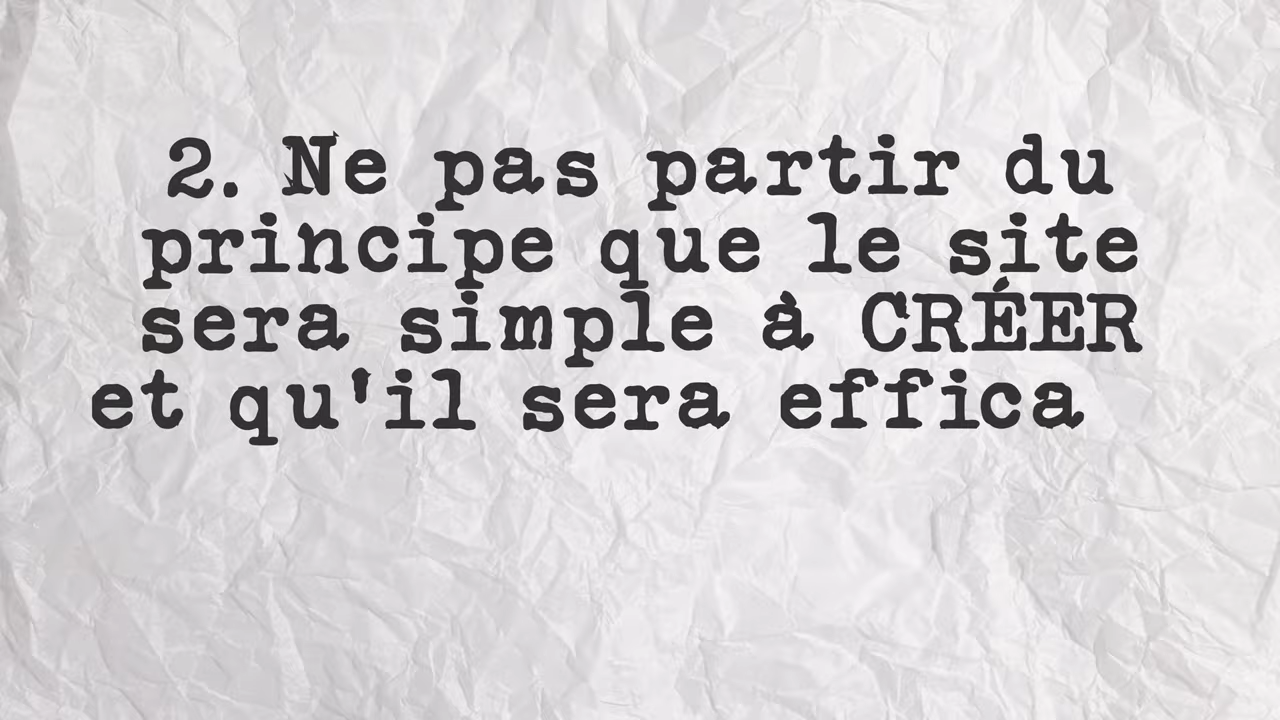 2. Ne pas partir du
principe que le site
sera simple à CRÉER
et qu'il sera effica